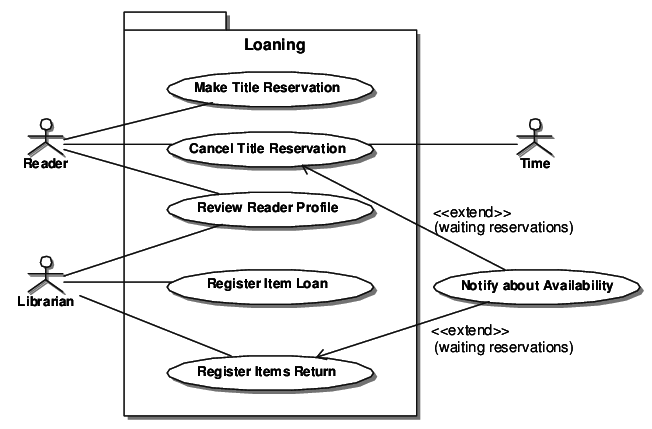 Loaning
Make Title Reservation
Cancel Title Reservation
Reader
Time
Review Reader Profile
<<extend>>
(waiting reservations)
Register Item Loan
Notify about Availability
Librarian
<<extend>>
(waiting reservations)
Register Items Return